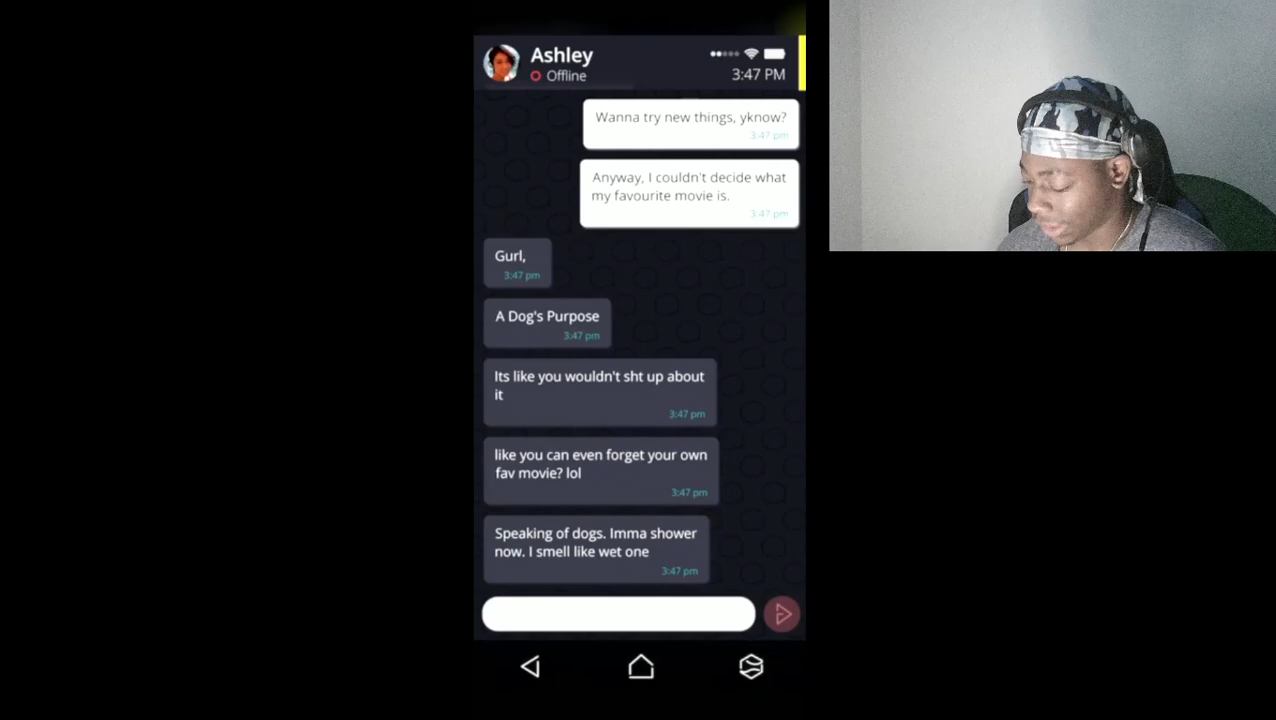 Ashley
Offline
3:47 PM
Wanna try new things, yknow?
3:47 pm
Anyway, I couldn't decide what
my favourite movie is.
3:47 pm
Gurl,
3:47 pm
A Dog's Purpose
3:47 pm
Its like you wouldn't sht up about
it
3:47 pm
like you can even forget your own
fav movie? lol
3:47 pm
Speaking of dogs. Imma shower
now. I smell like wet one
3:47 pm